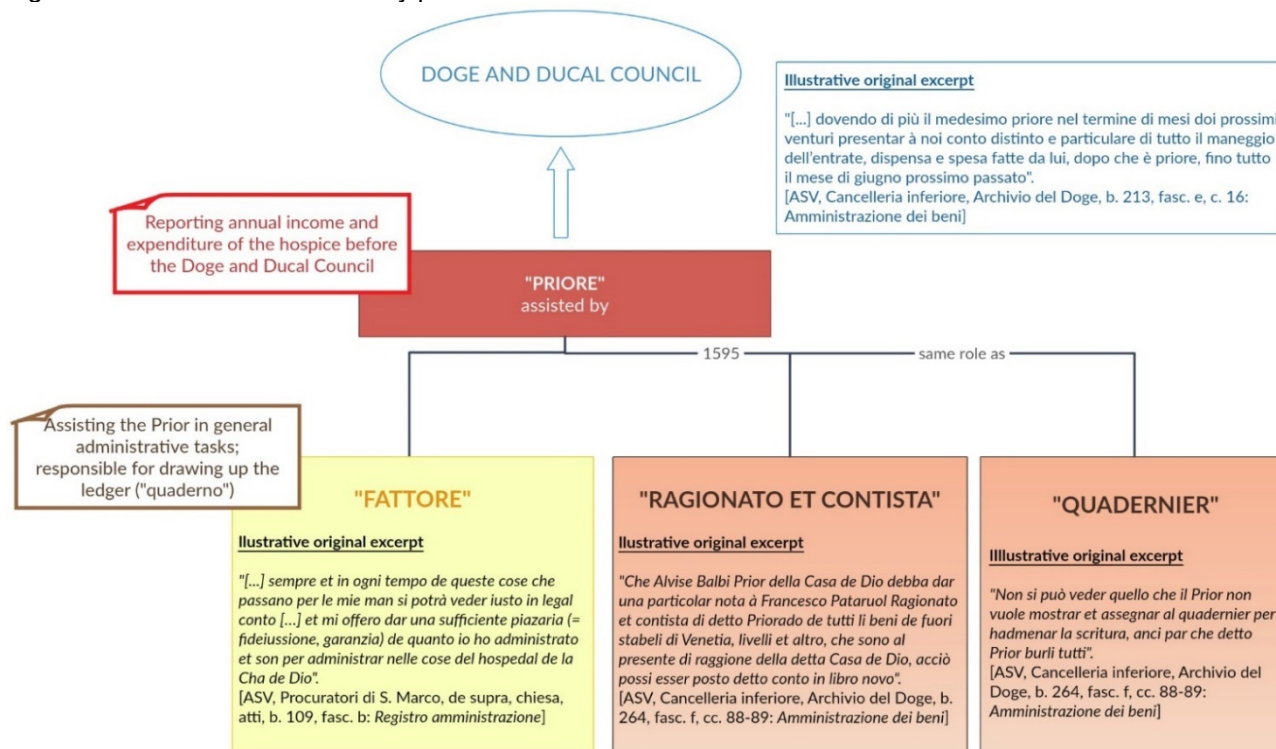 DOGE AND DUCAL COUNCIL
Illustrative original excerpt
"[...] dovendo di più il medesimo priore nel termine di mesi doi prossimi
venturi presentar à noi conto distinto e particulare di tutto il maneggio
dell'entrate, dispensa e spesa fatte da lui, dopo che è priore, fino tutto
il mese di giugno prossimo passato".
[ASV, Cancelleria inferiore, Archivio del Doge, b. 213, fasc. e, c. 16:
Amministrazione dei beni]
Reporting annual income and
expenditure of the hospice before
the Doge and Ducal Council
"PRIORE"
assisted by
1595
same role as
Assisting the Prior in general
administrative tasks;
responsible for drawing up the
ledger ("quaderno")
"FATTORE"
Ilustrative original excerpt
"[...] sempre et in ogni tempo de queste cose che
passano per le mie man si potrà veder iusto in legal
conto [...] et mi offero dar una sufficiente piazaria (=
fideiussione, garanzia) de quanto io ho administrato
et son per administrar nelle cose del hospedal de la
Cha de Dio".
[ASV, Procuratori di S. Marco, de supra, chiesa,
atti, b. 109, fasc. b: Registro amministrazione]
"RAGIONATO ET CONTISTA"
Ilustrative original excerpt
"Che Alvise Balbi Prior della Casa de Dio debba dar
una particolar nota à Francesco Pataruol Ragionato
et contista di detto Priorado de tutti li beni de fuori
stabeli di Venetia, livelli et altro, che sono al
presente di raggione della detta Casa de Dio, acciò
possi esser posto detto conto in libro novo".
[ASV, Cancelleria inferiore, Archivio del Doge, b.
264, fasc. f, cc. 88-89: Amministrazione dei beni]
"QUADERNIER"
IlIlustrative original excerpt
"Non si può veder quello che il Prior non
vuole mostrar et assegnar al quadernier per
hadmenar la scritura, anci par che detto
Prior burli tutti".
[ASV, Cancelleria inferiore, Archivio del
Doge, b. 264, fasc. f, cc. 88-89:
Amministrazione dei beni]